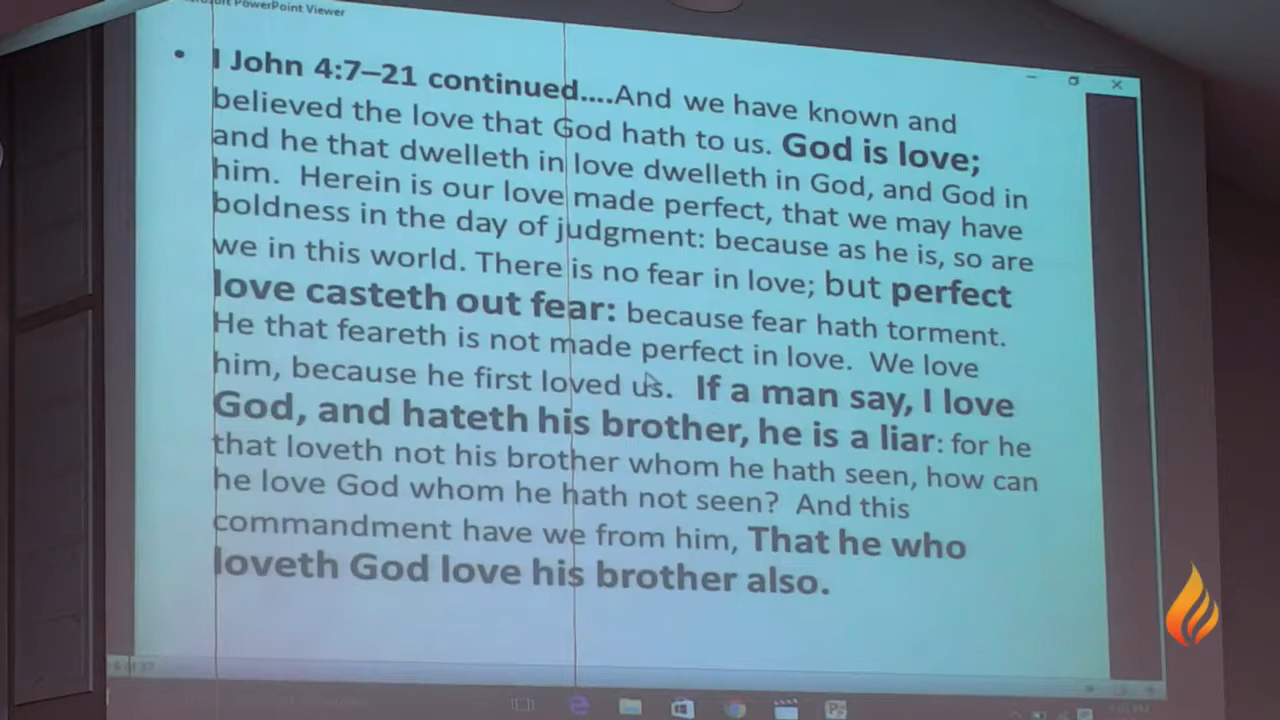 PowerPoint Viewer
• I John 4:7–21 continued....And we have known and
believed the love that God hath to us. God is love;
and he that dwelleth in love dwelleth in God, and God in
him. Herein is our love made perfect, that we may have
boldness in the day of judgment: because as he is, so are
we in this world. There is no fear in love; but perfect
love casteth out fear: because fear hath torment.
He that feareth is not made perfect in love. We love
him, because he first loved us. If a man say, I love
God, and hateth his brother, he is a liar: for he
that loveth not his brother whom he hath seen, how can
he love God whom he hath not seen? And this
commandment have we from him, That he who
loveth God love his brother also.